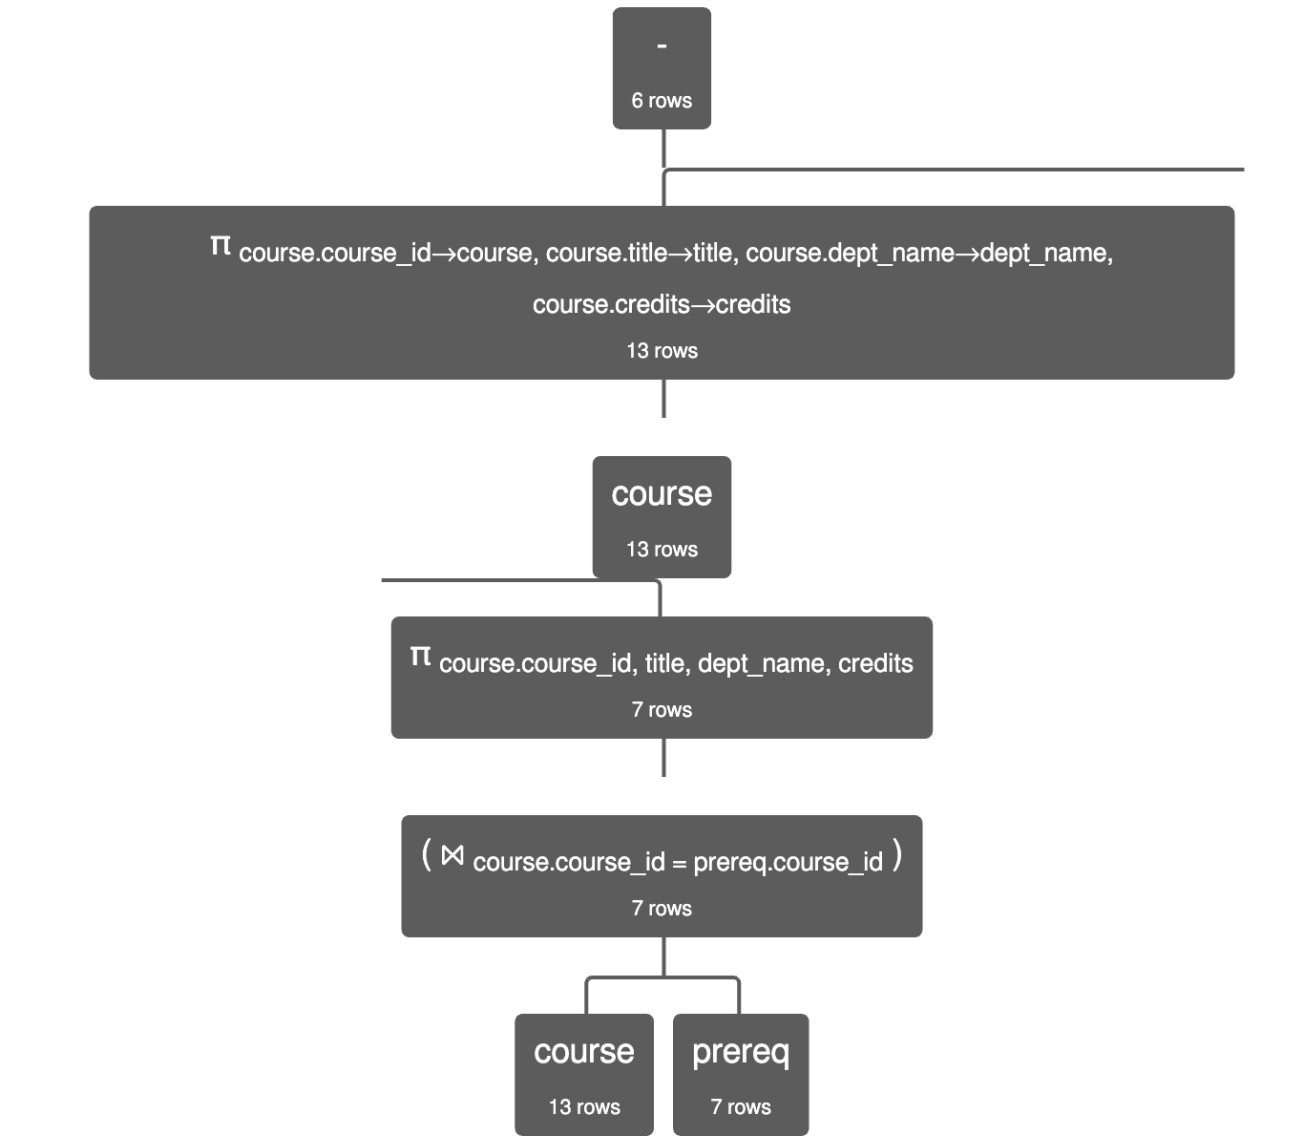 -
6 rows
π course.course_id→course, course.title→title, course.dept_name→dept_name,
course.credits→credits
13 rows
course
13 rows
π course.course_id, title, dept_name, credits
7 rows
( ⋈ course.course_id = prereq.course_id )
7 rows
course prereq
13 rows 7 rows